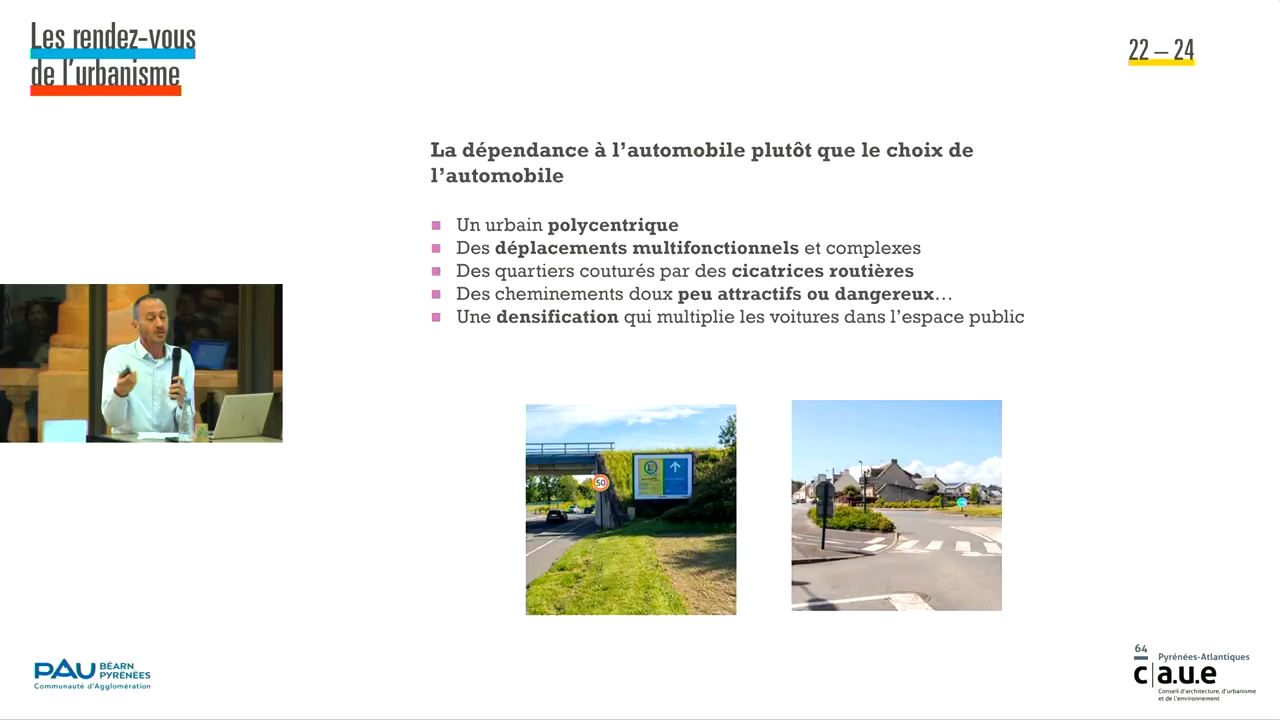 Les rendez-vous
de l'urbanisme
22 — 24
La dépendance à l'automobile plutôt que le choix de
l'automobile
Un urbain polycentrique
Des déplacements multifonctionnels et complexes
Des quartiers couturés par des cicatrices routières
Des cheminements doux peu attractifs ou dangereux...
Une densification qui multiplie les voitures dans l'espace public
50
PAU BÉARN
PYRÉNÉES
Communauté d'Agglomération
64
Pyrénées-Atlantiques
c|a.u.e
Conseil d'architecture, d'urbanisme
et de l'environnement